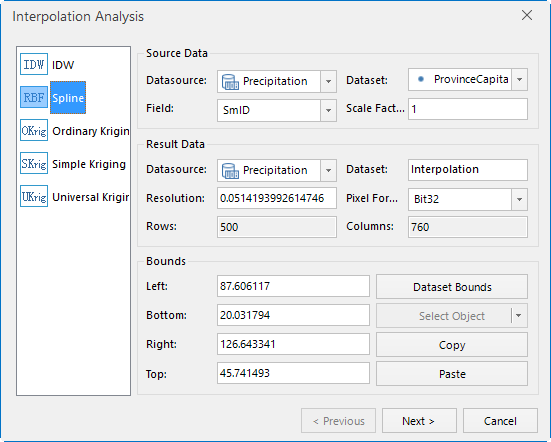 Interpolation Analysis
IDW IDW
RBF Spline
OKrig Ordinary Krigin
SKrig Simple Kriging
UKrig Universal Krigin
Source Data
Datasource: Precipitation Dataset: ProvinceCapita
Field: SmID Scale Fact... 1
Result Data
Datasource: Precipitation Dataset: Interpolation
Resolution: 0.0514193992614746 Pixel For... Bit32
Rows: 500 Columns: 760
Bounds
Left: 87.606117 Dataset Bounds
Bottom: 20.031794 Select Object
Right: 126.643341 Copy
Top: 45.741493 Paste
< Previous Next > Cancel